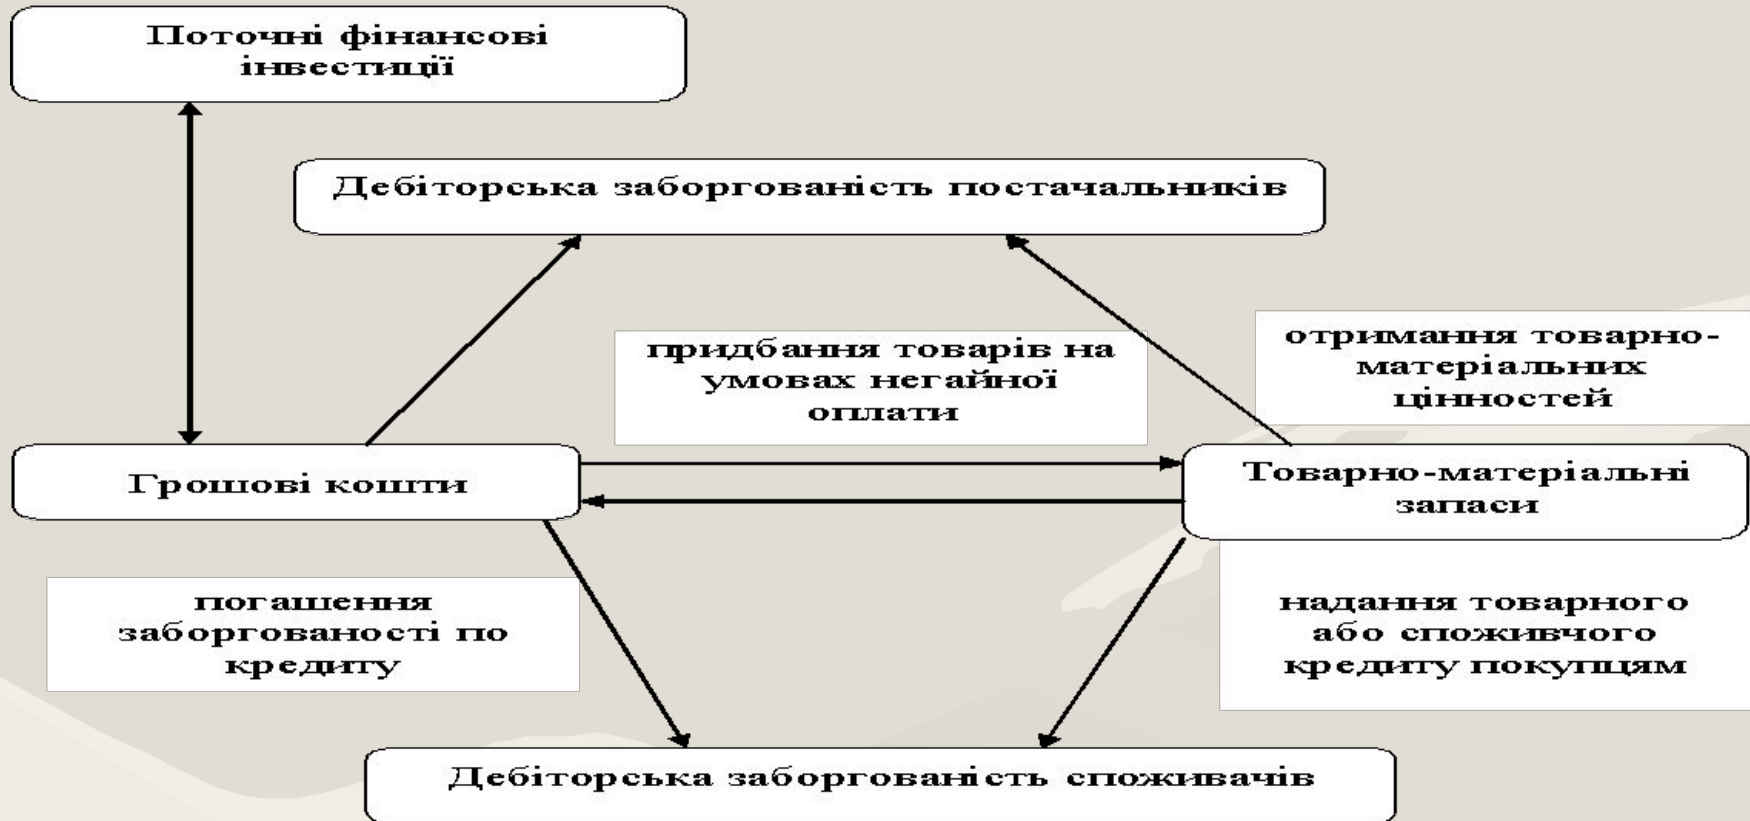 Поточні фінансові
інвестиції
Дебіторська заборгованість постачальників
придбання товарів на
умовах негайної
оплати
отримання товарно-
матеріальних
цінностей
Грошові кошти
Товарно-матеріальні
запаси
погашення
заборгованості по
кредиту
надання товарного
або споживчого
кредиту покупцям
Дебіторська заборгованість споживачів